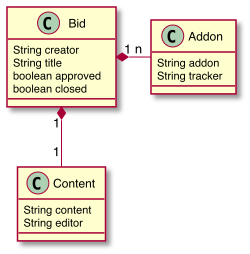 C Bid
String creator
String title
boolean approved
boolean closed
1 n
C Addon
String addon
String tracker
1
1
C Content
String content
String editor